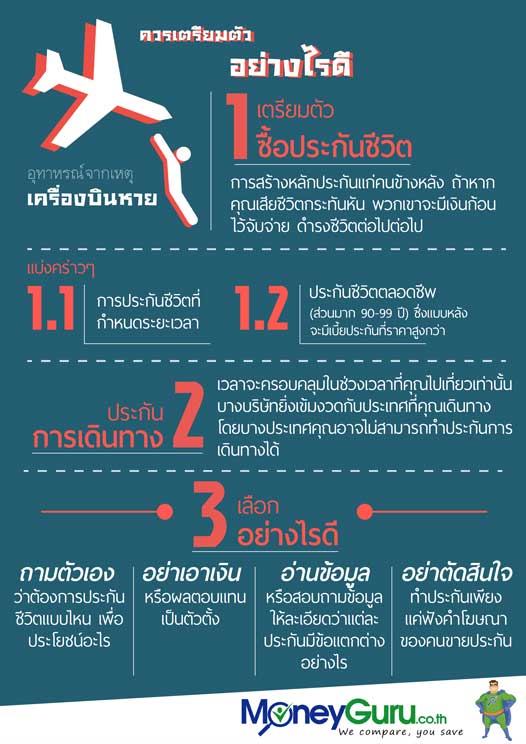 ควรเตรียมตัว
อย่างไรดี
อุทาหรณ์จากเหตุ
เครื่องบินหาย
1 เตรียมตัว
ซื้อประกันชีวิต
การสร้างหลักประกันแก่คนข้างหลัง ถ้าหาก
คุณเสียชีวิตกระทันหัน พวกเขาจะมีเงินก้อน
ไว้จับจ่าย ดำรงชีวิตต่อไปต่อไป
แบ่งคร่าวๆ
1.1 การประกันชีวิตที่
กำหนดระยะเวลา
1.2 ประกันชีวิตตลอดชีพ
(ส่วนมาก 90-99 ปี) ซึ่งแบบหลัง
จะมีเบี้ยประกันที่ราคาสูงกว่า
ประกัน
การเดินทาง 2
เวลาจะครอบคลุมในช่วงเวลาที่คุณไปเที่ยวเท่านั้น
บางบริษัทยิ่งเข้มงวดกับประเทศที่คุณเดินทาง
โดยบางประเทศคุณอาจไม่สามารถทำประกันการ
เดินทางได้
3 เลือก
อย่างไรดี
ถามตัวเอง
ว่าต้องการประกัน
ชีวิตแบบไหน เพื่อ
ประโยชน์อะไร
อย่าเอาเงิน
หรือผลตอบแทน
เป็นตัวตั้ง
อ่านข้อมูล
หรือสอบถามข้อมูล
ให้ละเอียดว่าแต่ละ
ประกันมีข้อแตกต่าง
อย่างไร
อย่าตัดสินใจ
ทำประกันเพียง
แค่ฟังคำโฆษณา
ของคนขายประกัน
MoneyGuru.co.th
We compare, you save